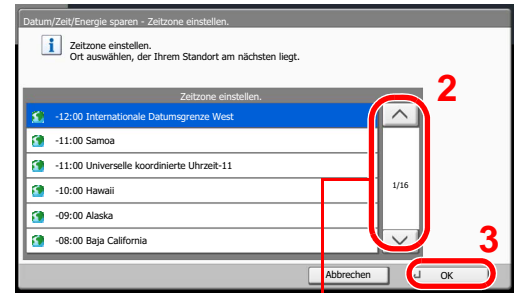 Datum/Zeit/Energie sparen - Zeitzone einstellen.
Zeitzone einstellen.
Ort auswählen, der Ihrem Standort am nächsten liegt.
2
Zeitzone einstellen.
-12:00 Internationale Datumsgrenze West
-11:00 Samoa
-11:00 Universelle koordinierte Uhrzeit-11
-10:00 Hawaii
1/16
-09:00 Alaska
-08:00 Baja California
3
Abbrechen
OK